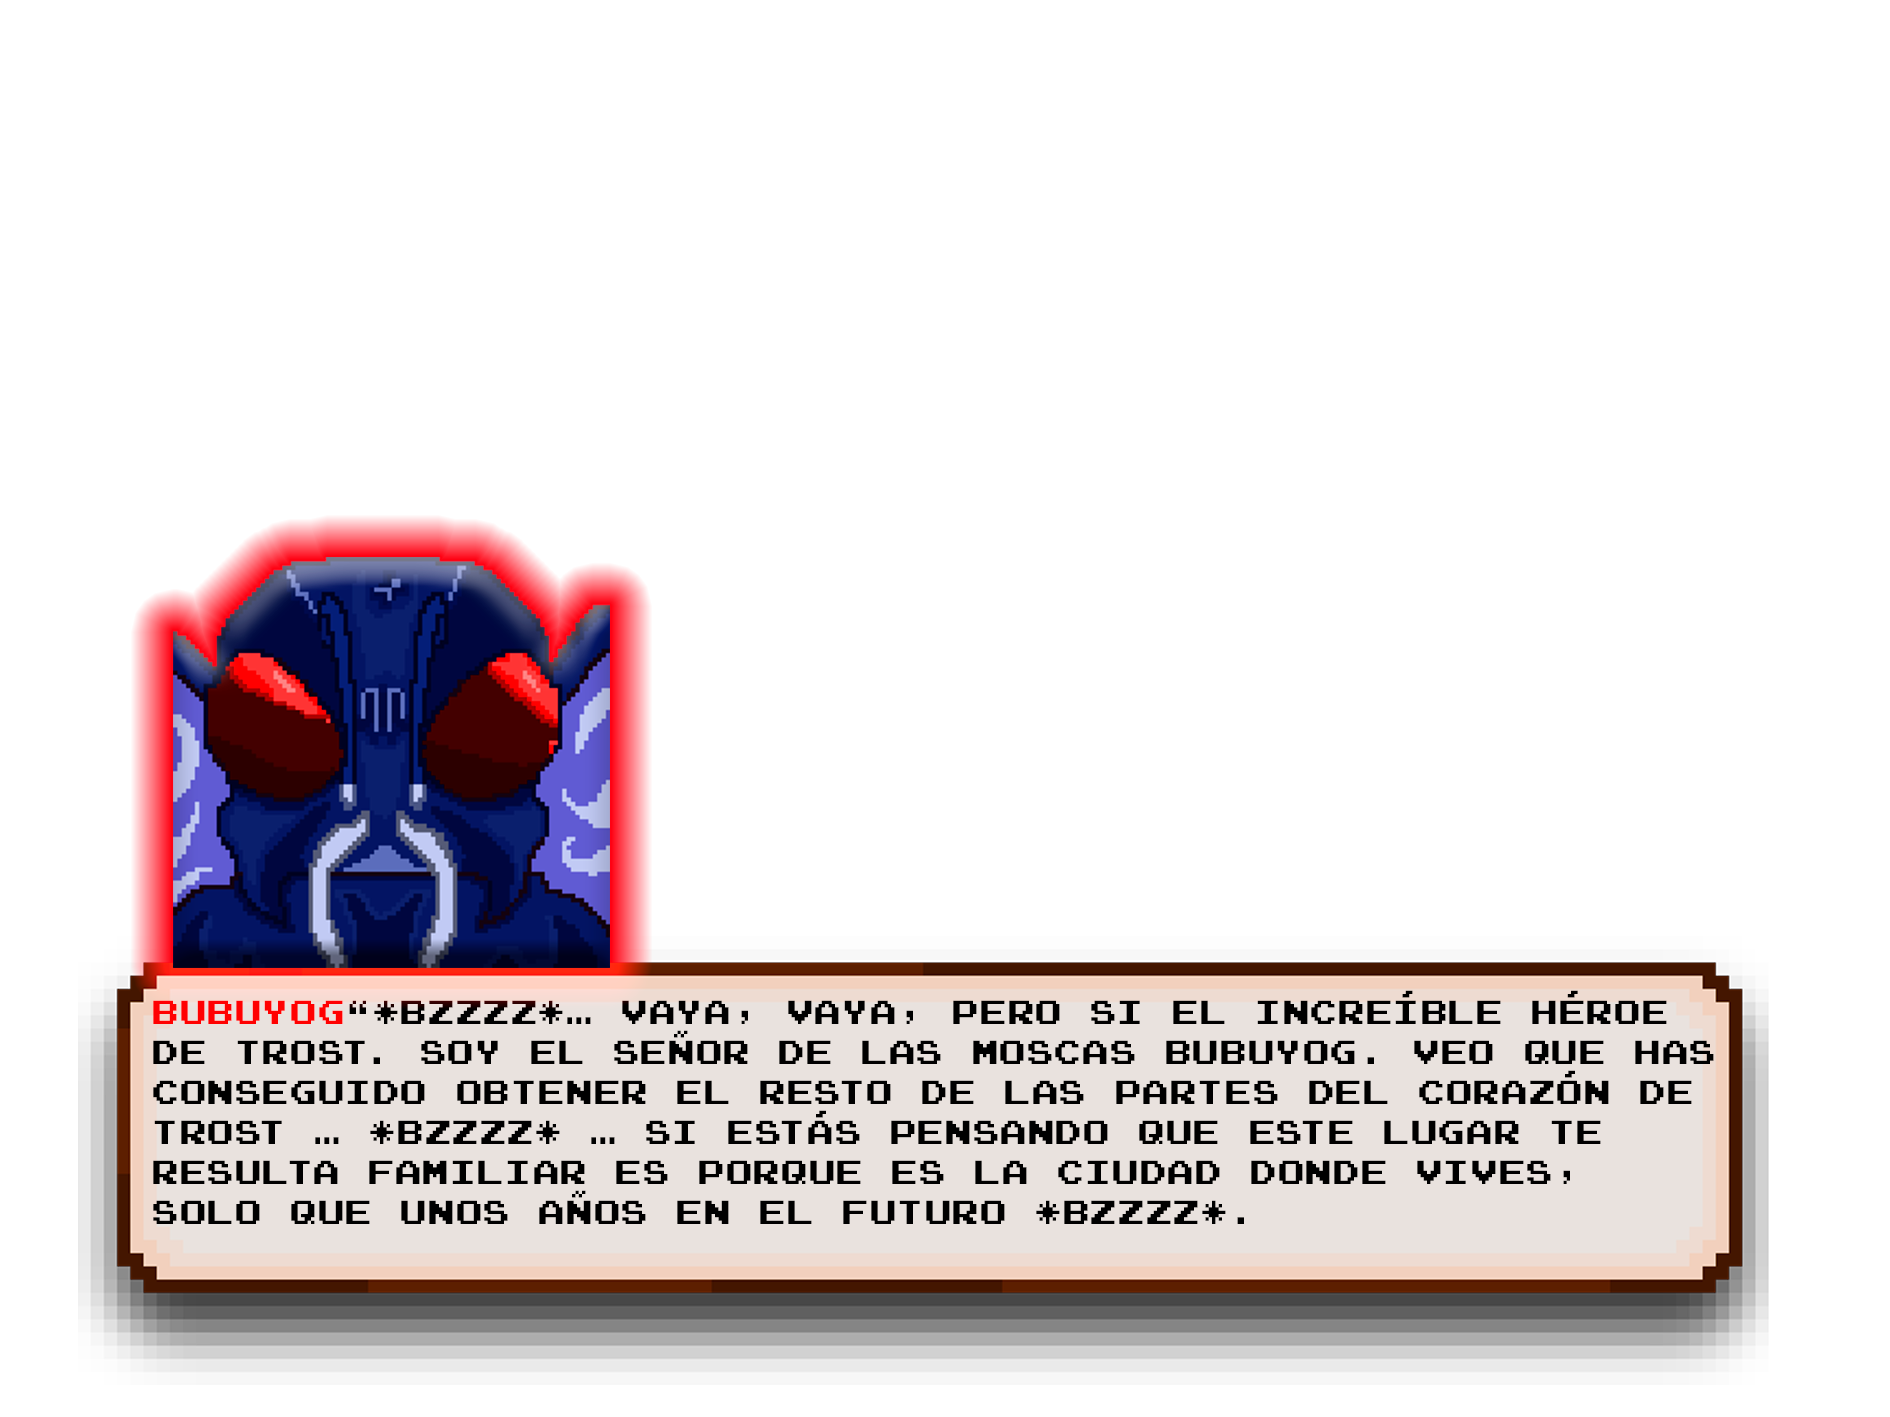 BUBUYOG“*BZZZZ*… VAYA, VAYA, PERO SI EL INCREÍBLE HÉROE
DE TROST. SOY EL SEÑOR DE LAS MOSCAS BUBUYOG. VEO QUE HAS
CONSEGUIDO OBTENER EL RESTO DE LAS PARTES DEL CORAZÓN DE
TROST … *BZZZZ* … SI ESTÁS PENSANDO QUE ESTE LUGAR TE
RESULTA FAMILIAR ES PORQUE ES LA CIUDAD DONDE VIVES,
SOLO QUE UNOS AÑOS EN EL FUTURO *BZZZZ*.